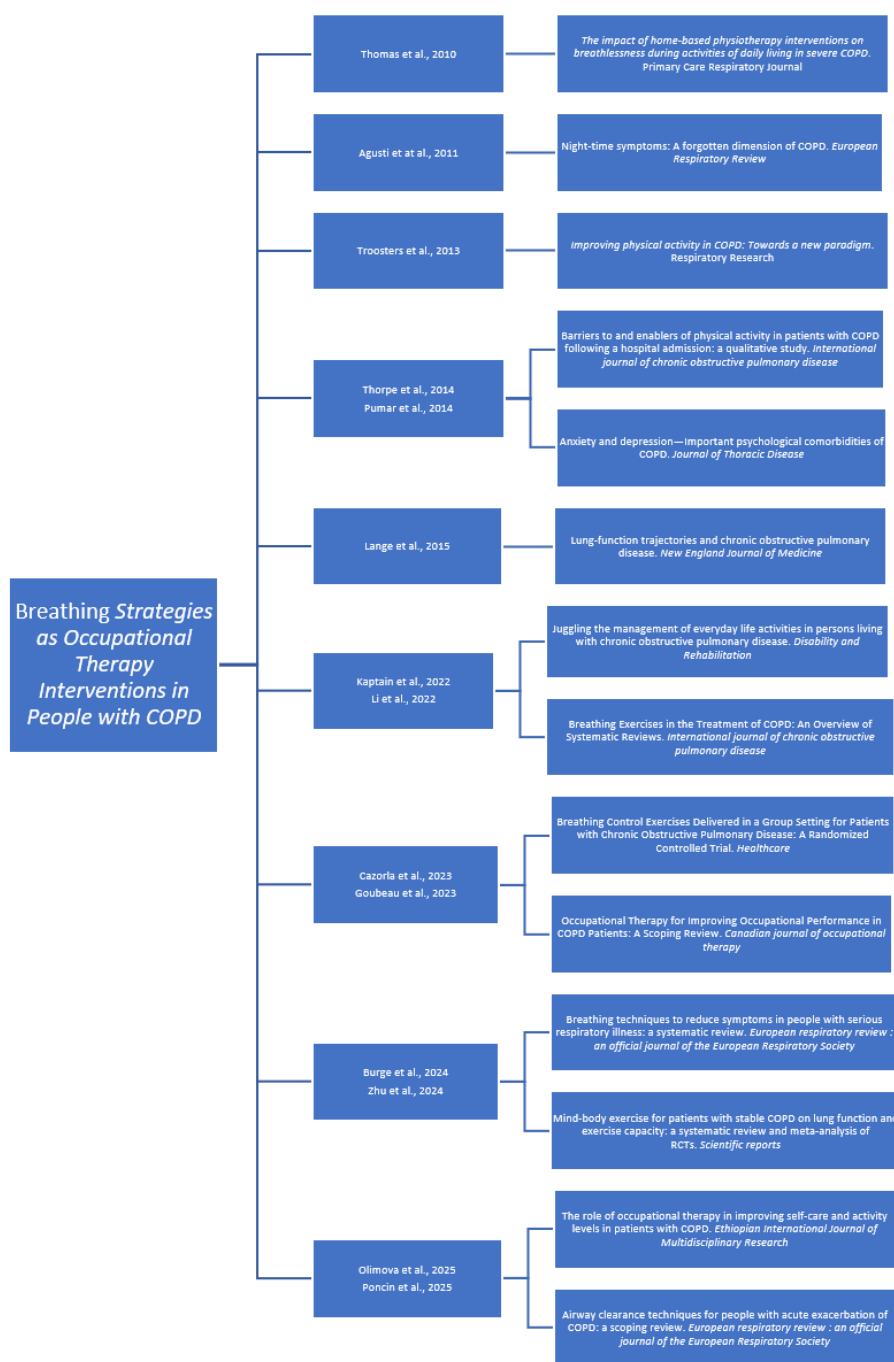 Breathing Strategies
as Occupational
Therapy
Interventions in
People with COPD
Thomas et al., 2010
The impact of home-based physiotherapy interventions on
breathlessness during activities of daily living in severe COPD.
Primary Care Respiratory Journal
Agusti et at al., 2011
Night-time symptoms: A forgotten dimension of COPD. European
Respiratory Review
Troosters et al., 2013
Improving physical activity in COPD: Towards a new paradigm.
Respiratory Research
Thorpe et al., 2014
Pumar et al., 2014
Barriers to and enablers of physical activity in patients with COPD
following a hospital admission: a qualitative study. International
journal of chronic obstructive pulmonary disease
Anxiety and depression—Important psychological comorbidities of
COPD. Journal of Thoracic Disease
Lange et al., 2015
Lung-function trajectories and chronic obstructive pulmonary
disease. New England Journal of Medicine
Kaptain et al., 2022
Li et al., 2022
Juggling the management of everyday life activities in persons living
with chronic obstructive pulmonary disease. Disability and
Rehabilitation
Breathing Exercises in the Treatment of COPD: An Overview of
Systematic Reviews. International journal of chronic obstructive
pulmonary disease
Cazorla et al., 2023
Goubeau et al., 2023
Breathing Control Exercises Delivered in a Group Setting for Patients
with Chronic Obstructive Pulmonary Disease: A Randomized
Controlled Trial. Healthcare
Occupational Therapy for Improving Occupational Performance in
COPD Patients: A Scoping Review. Canadian journal of occupational
therapy
Burge et al., 2024
Zhu et al., 2024
Breathing techniques to reduce symptoms in people with serious
respiratory illness: a systematic review. European respiratory review :
an official journal of the European Respiratory Society
Mind-body exercise for patients with stable COPD on lung function and
exercise capacity: a systematic review and meta-analysis of
RCTs. Scientific reports
Olimova et al., 2025
Poncin et al., 2025
The role of occupational therapy in improving self-care and activity
levels in patients with COPD. Ethiopian International Journal of
Multidisciplinary Research
Airway clearance techniques for people with acute exacerbation of
COPD: a scoping review. European respiratory review : an official
journal of the European Respiratory Society